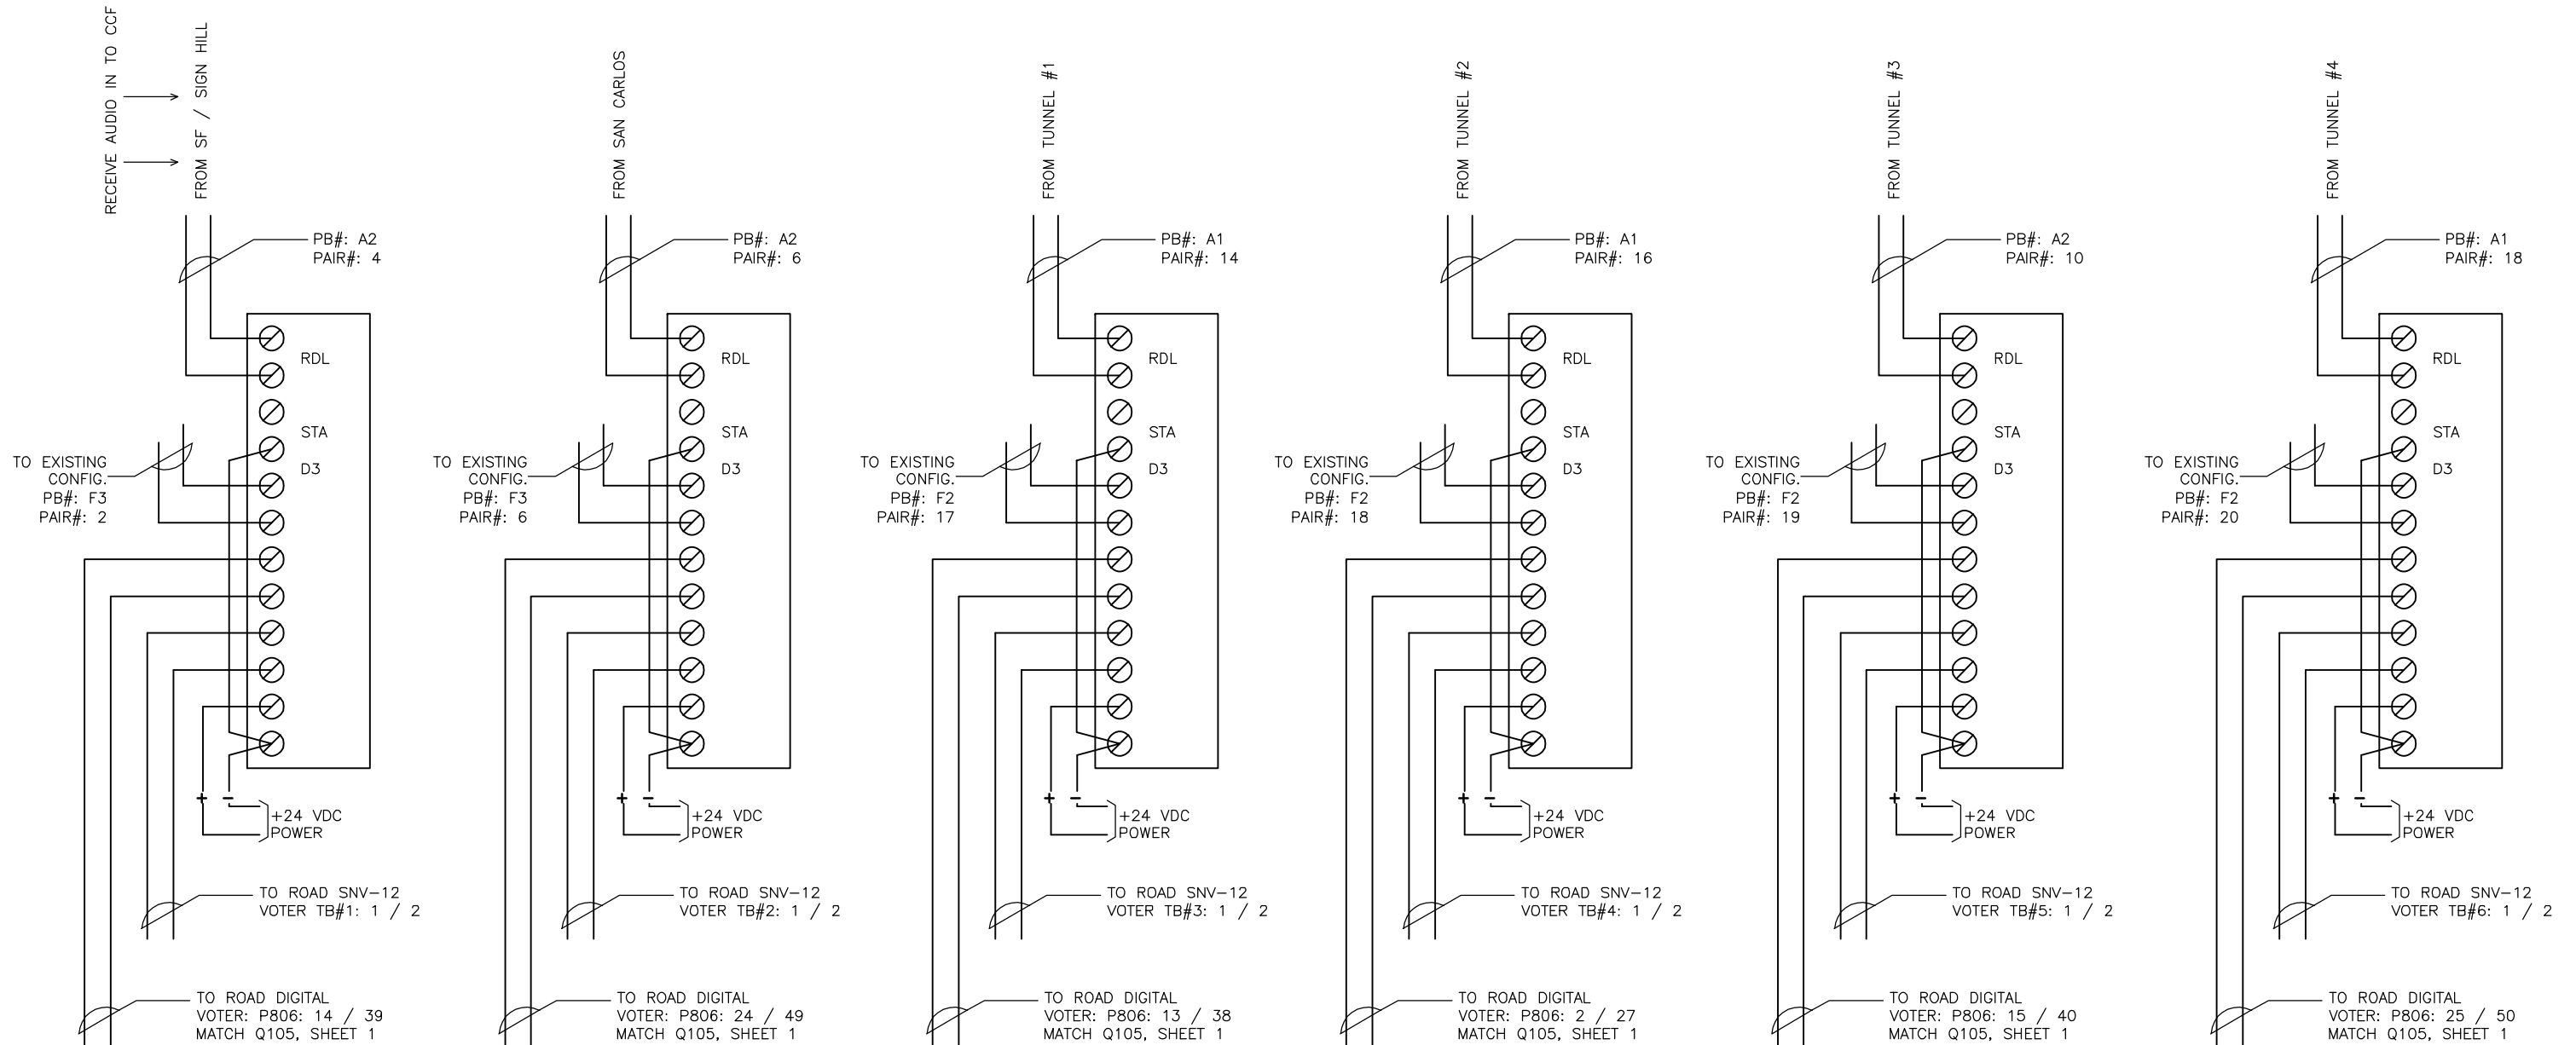 RECEIVE AUDIO IN TO CCF
FROM SF / SIGN HILL
PB#: A2
PAIR#: 4
RDL
STA
D3
TO EXISTING
CONFIG.
PB#: F3
PAIR#: 2
+ −
+24 VDC
POWER
TO ROAD SNV-12
VOTER TB#1: 1 / 2
TO ROAD DIGITAL
VOTER: P806: 14 / 39
MATCH Q105, SHEET 1
FROM SAN CARLOS
PB#: A2
PAIR#: 6
RDL
STA
D3
TO EXISTING
CONFIG.
PB#: F3
PAIR#: 6
+ −
+24 VDC
POWER
TO ROAD SNV-12
VOTER TB#2: 1 / 2
TO ROAD DIGITAL
VOTER: P806: 24 / 49
MATCH Q105, SHEET 1
FROM TUNNEL #1
PB#: A1
PAIR#: 14
RDL
STA
D3
TO EXISTING
CONFIG.
PB#: F2
PAIR#: 17
+ −
+24 VDC
POWER
TO ROAD SNV-12
VOTER TB#3: 1 / 2
TO ROAD DIGITAL
VOTER: P806: 13 / 38
MATCH Q105, SHEET 1
FROM TUNNEL #2
PB#: A1
PAIR#: 16
RDL
STA
D3
TO EXISTING
CONFIG.
PB#: F2
PAIR#: 18
+ −
+24 VDC
POWER
TO ROAD SNV-12
VOTER TB#4: 1 / 2
TO ROAD DIGITAL
VOTER: P806: 2 / 27
MATCH Q105, SHEET 1
FROM TUNNEL #3
PB#: A2
PAIR#: 10
RDL
STA
D3
TO EXISTING
CONFIG.
PB#: F2
PAIR#: 19
+ −
+24 VDC
POWER
TO ROAD SNV-12
VOTER TB#5: 1 / 2
TO ROAD DIGITAL
VOTER: P806: 15 / 40
MATCH Q105, SHEET 1
FROM TUNNEL #4
PB#: A1
PAIR#: 18
RDL
STA
D3
TO EXISTING
CONFIG.
PB#: F2
PAIR#: 20
+ −
+24 VDC
POWER
TO ROAD SNV-12
VOTER TB#6: 1 / 2
TO ROAD DIGITAL
VOTER: P806: 25 / 50
MATCH Q105, SHEET 1